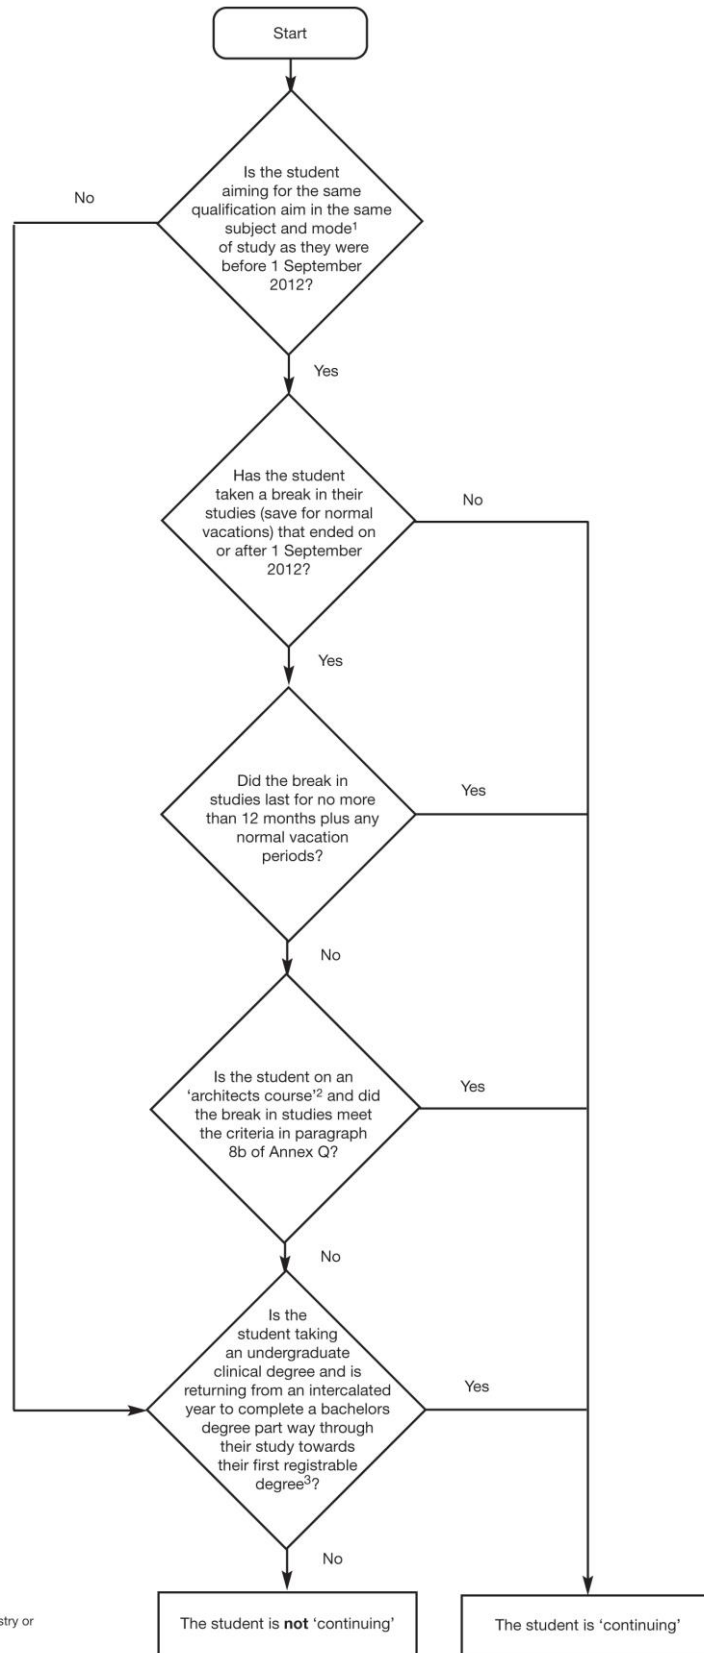 Start
Is the student
aiming for the same
qualification aim in the same
subject and mode¹
of study as they were
before 1 September
2012?
No
Yes
Has the student
taken a break in their
studies (save for normal
vacations) that ended on
or after 1 September
2012?
No
Yes
Did the break in
studies last for no more
than 12 months plus any
normal vacation
periods?
Yes
No
Is the student on an
‘architects course’² and did
the break in studies meet
the criteria in paragraph
8b of Annex Q?
Yes
No
Is the
student taking
an undergraduate
clinical degree and is
returning from an intercalated
year to complete a bachelors
degree part way through
their study towards
their first registrable
degree³?
Yes
No
The student is not ‘continuing’
The student is ‘continuing’
stry or